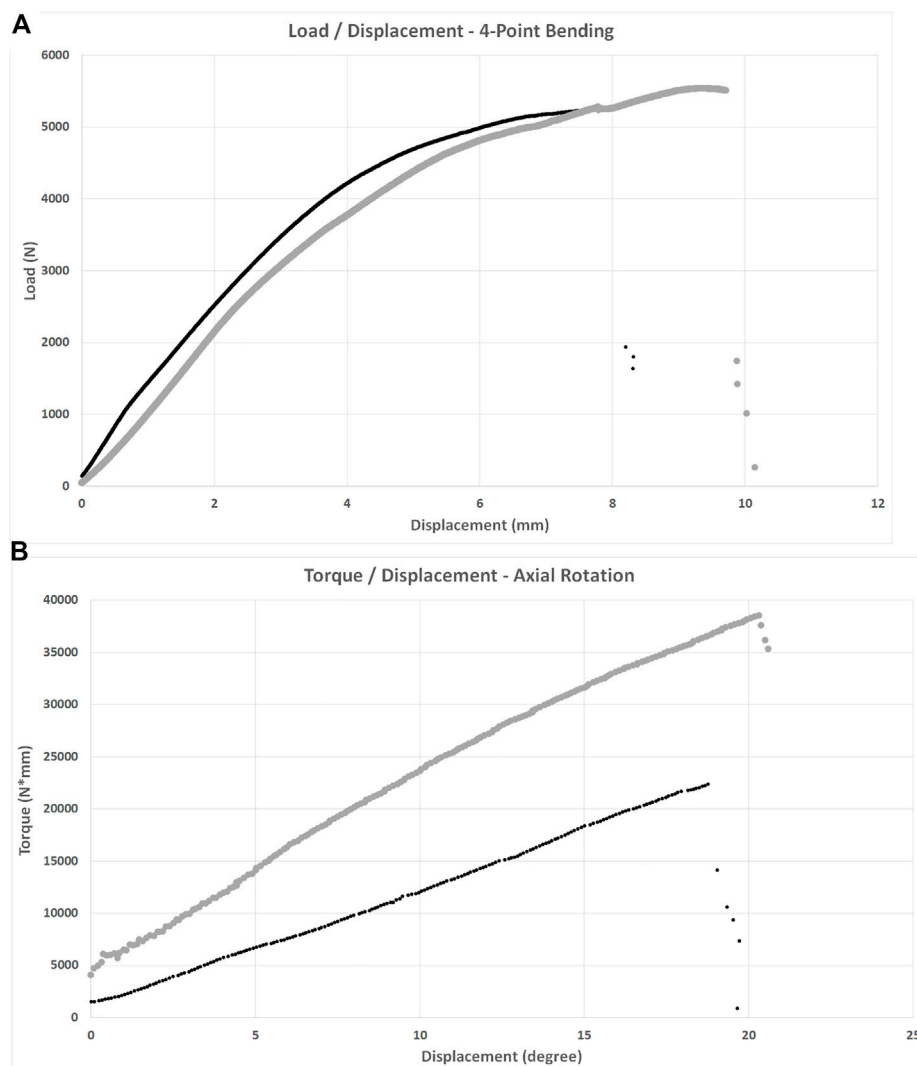 A
Load / Displacement - 4-Point Bending
6000
5000
4000
3000
2000
1000
0
Load (N)
0 2 4 6 8 10 12
Displacement (mm)
B
Torque / Displacement - Axial Rotation
40000
35000
30000
25000
20000
15000
10000
5000
0
Torque (N*mm)
0 5 10 15 20 25
Displacement (degree)